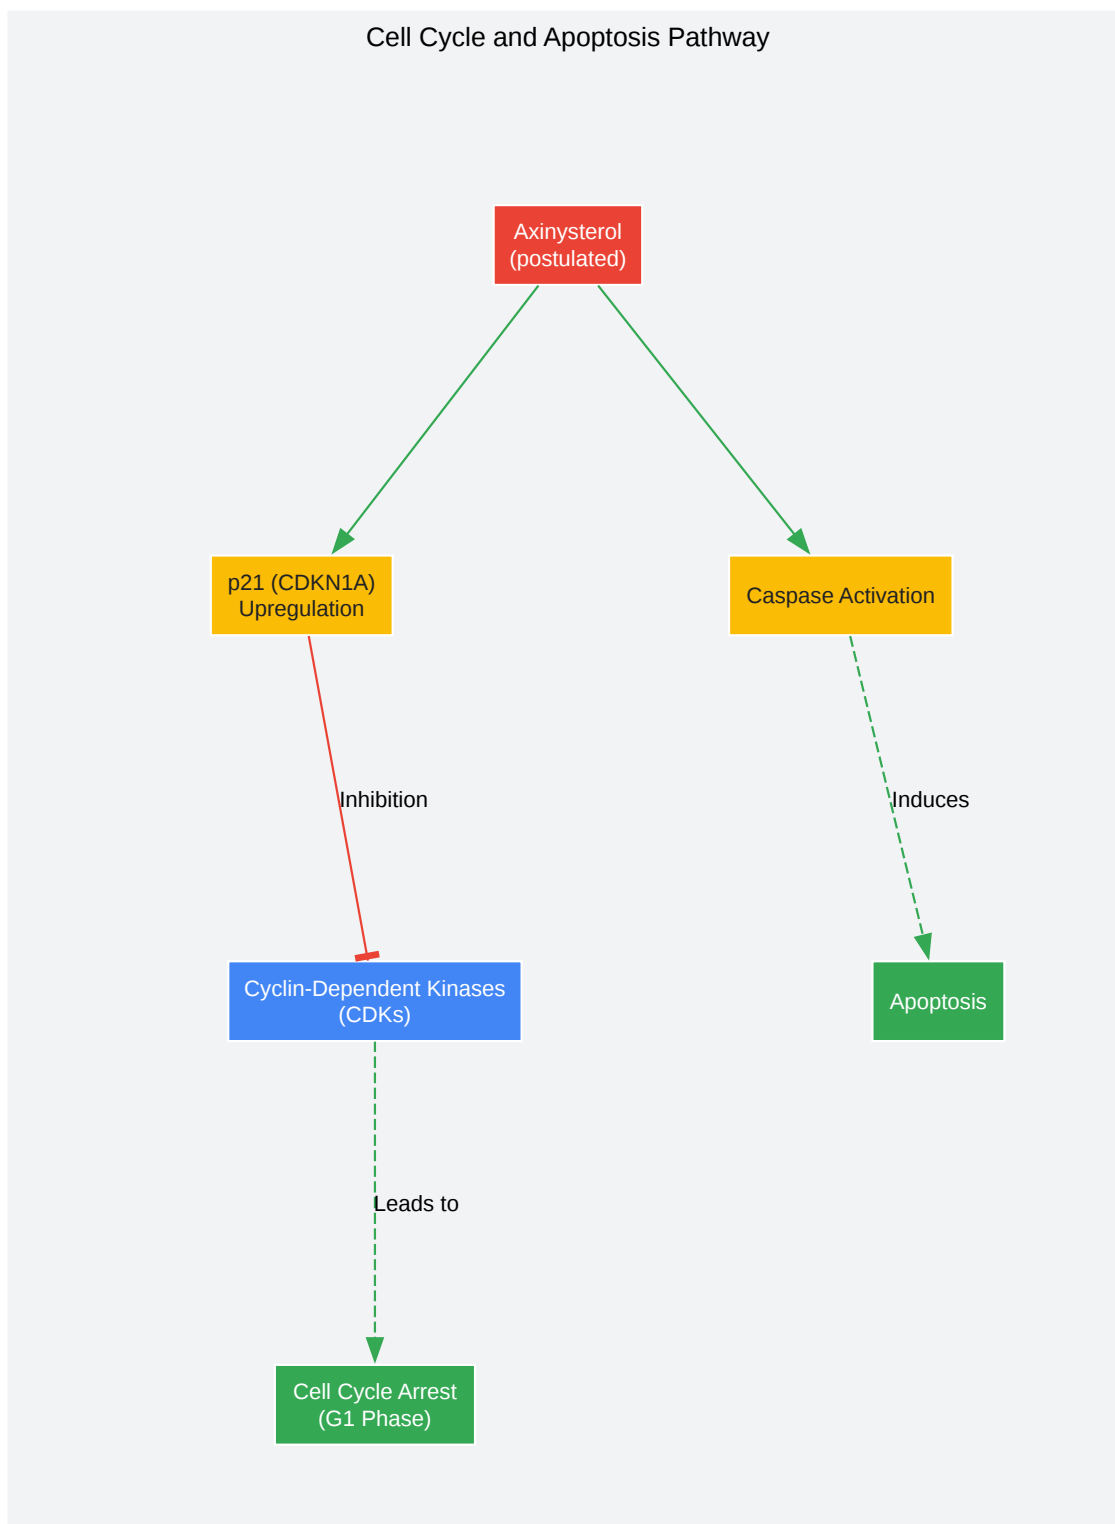 Cell Cycle and Apoptosis Pathway
Axinysterol
(postulated)
p21 (CDKN1A)
Upregulation
Caspase Activation
Inhibition
Induces
Cyclin-Dependent Kinases
(CDKs)
Apoptosis
Leads to
Cell Cycle Arrest
(G1 Phase)